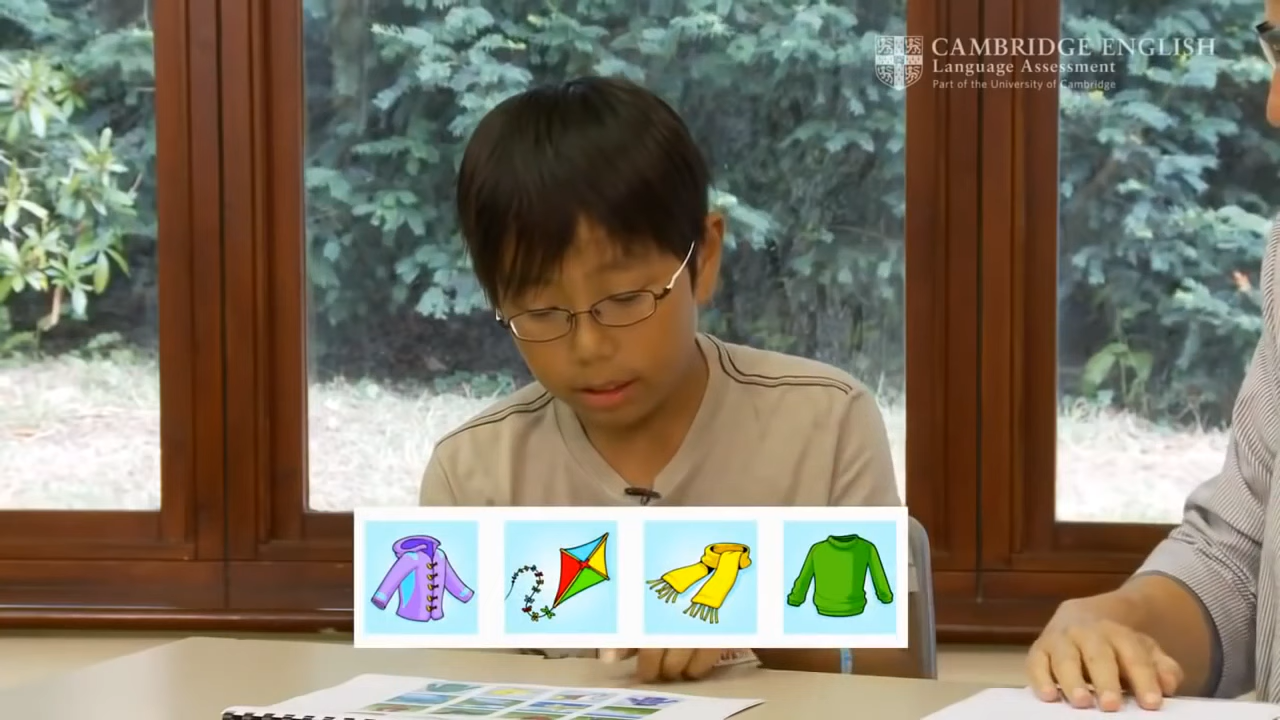 CAMBRIDGE ENGLISH
Language Assessment
Part of the University of Cambridge